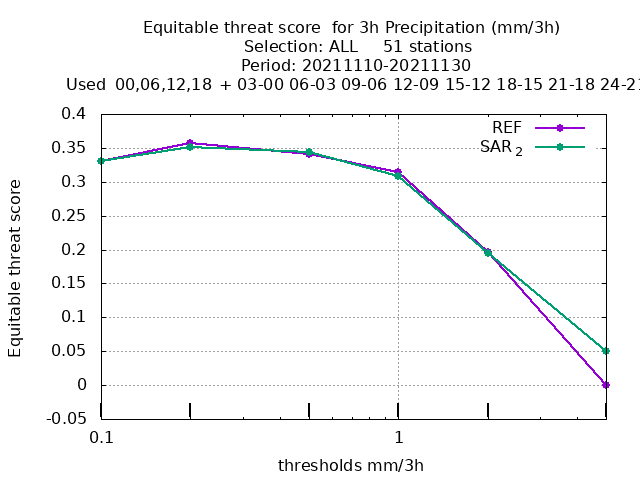 Equitable threat score  for 3h Precipitation (mm/3h)
Selection: ALL     51 stations
Period: 20211110-20211130
Used  00,06,12,18  + 03-00 06-03 09-06 12-09  15-12 18-15 21-18 24-21
REF
SAR 2
0.4
0.35
0.3
0.25
0.2
0.15
0.1
0.05
0
-0.05
Equitable threat score
0.1
1
thresholds mm/3h